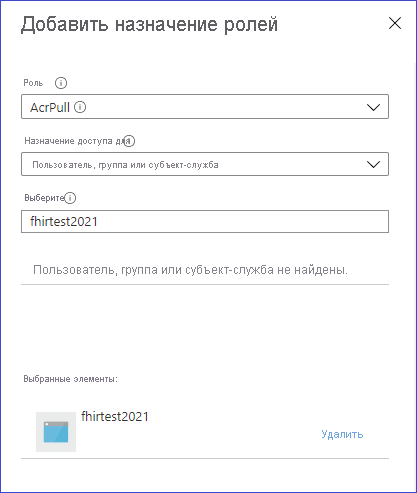 Добавить назначение ролей
Роль
AcrPull
Назначение доступа для
Пользователь, группа или субъект-служба
Выберите
fhirtest2021
Пользователь, группа или субъект-служба не найдены.
Выбранные элементы:
fhirtest2021
Удалить